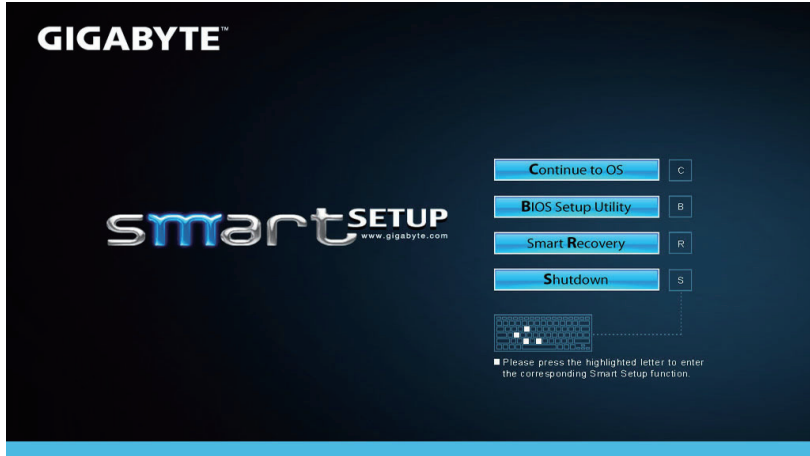 GIGABYTE™
smart SETUP
www.gigabyte.com
Continue to OS C
BIOS Setup Utility B
Smart Recovery R
Shutdown S
Please press the highlighted letter to enter
the corresponding Smart Setup function.